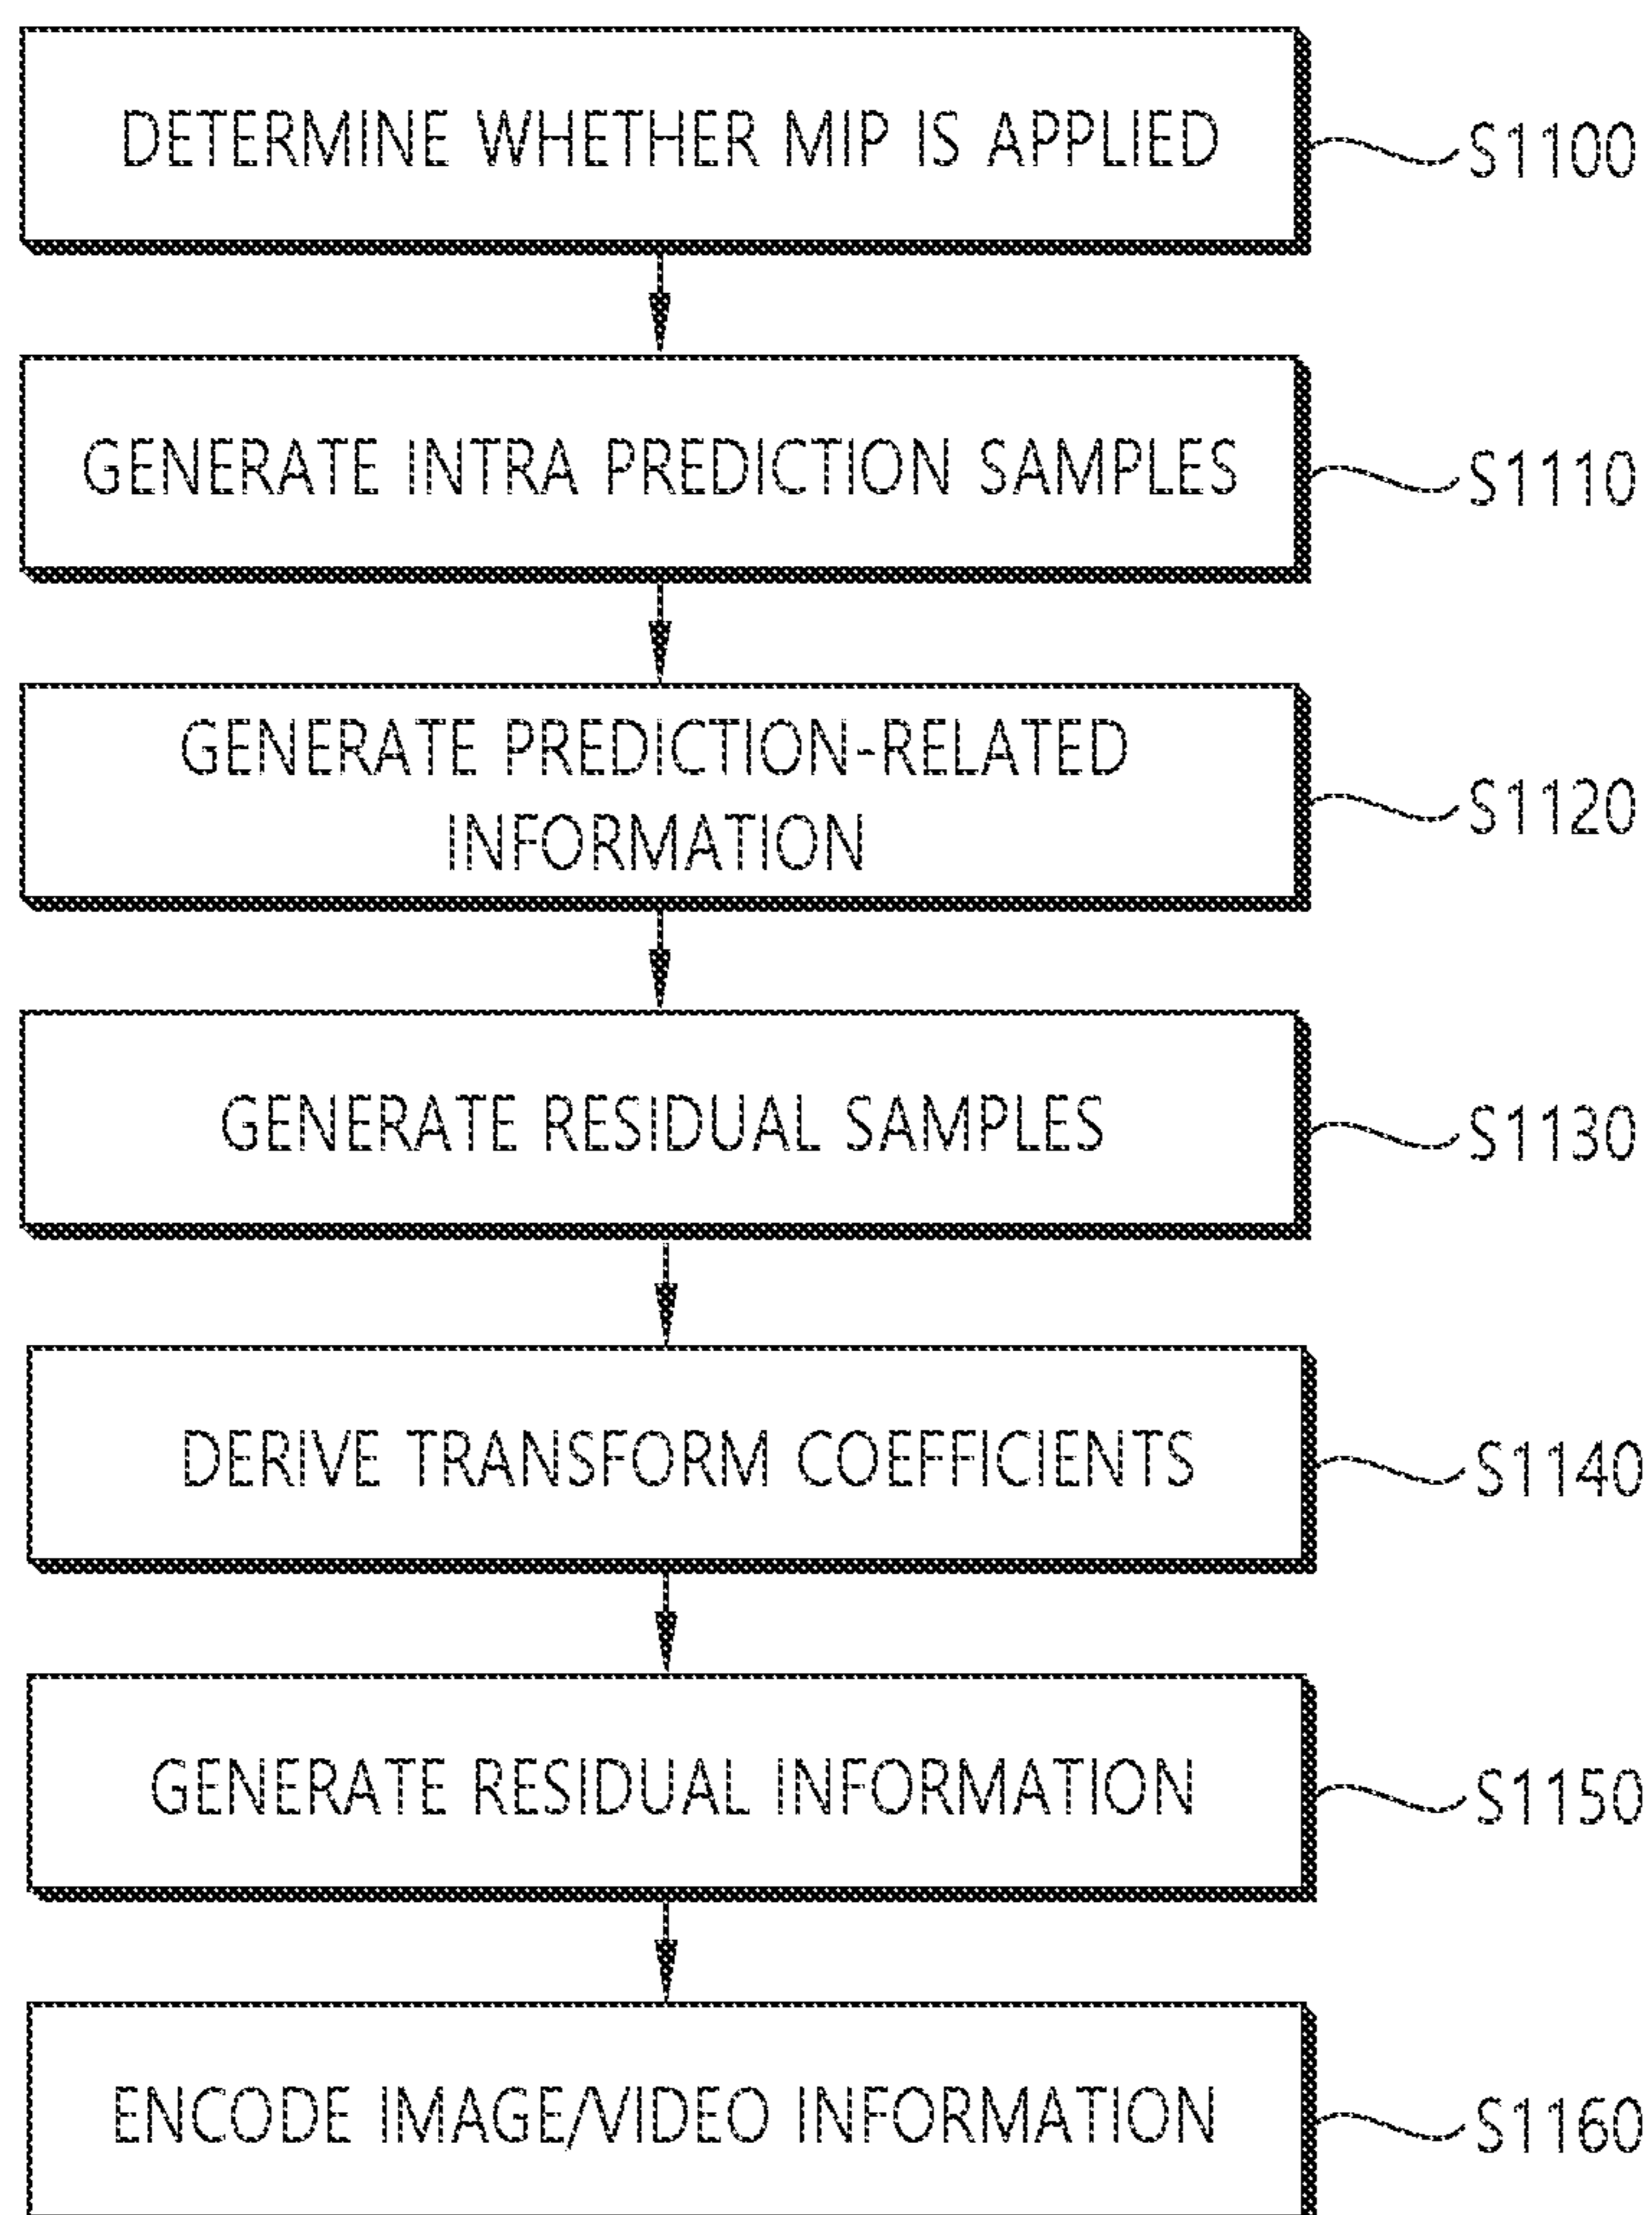 DETERMINE WHETHER MIP IS APPLIED
S1100
GENERATE INTRA PREDICTION SAMPLES
S1110
GENERATE PREDICTION-RELATED
INFORMATION
S1120
GENERATE RESIDUAL SAMPLES
S1130
DERIVE TRANSFORM COEFFICIENTS
S1140
GENERATE RESIDUAL INFORMATION
S1150
ENCODE IMAGE/VIDEO INFORMATION
S1160